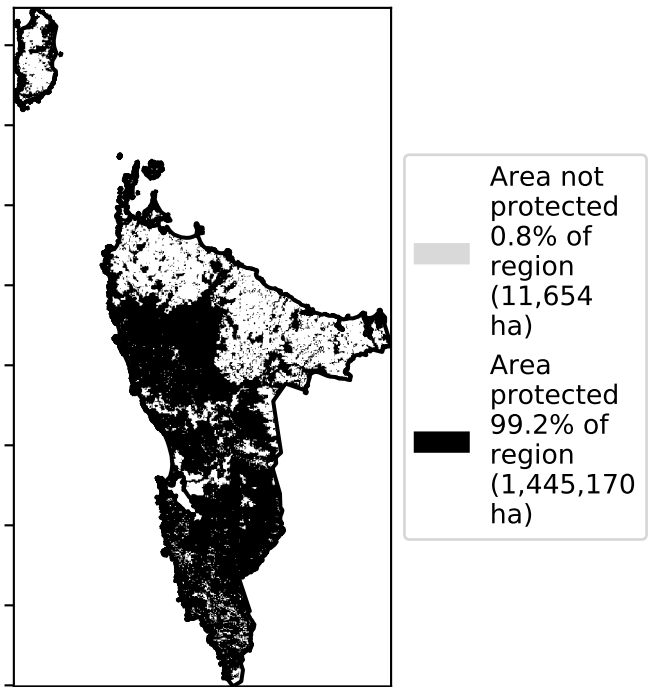 Area not
protected
0.8% of
region
(11,654
ha)
Area
protected
99.2% of
region
(1,445,170
ha)